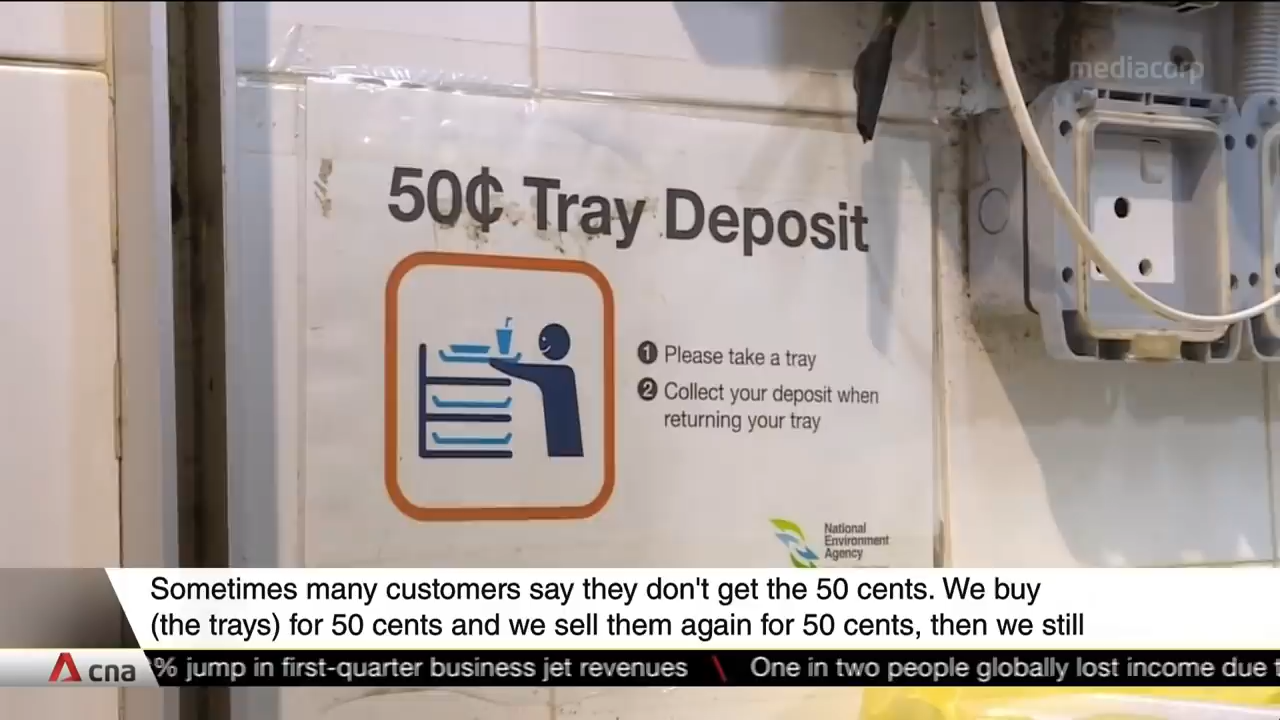 mediacorp
50¢ Tray Deposit
1 Please take a tray
2 Collect your deposit when
returning your tray
National
Environment
Agency
Sometimes many customers say they don't get the 50 cents. We buy
(the trays) for 50 cents and we sell them again for 50 cents, then we still
cna % jump in first-quarter business jet revenues \ One in two people globally lost income due